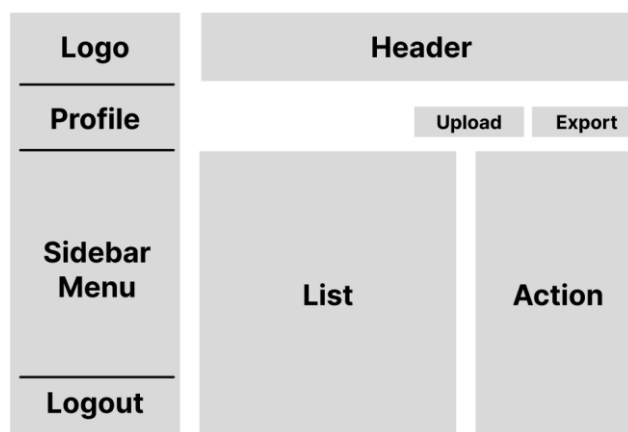 Logo
Header
Profile
Upload
Export
Sidebar
Menu
List
Action
Logout